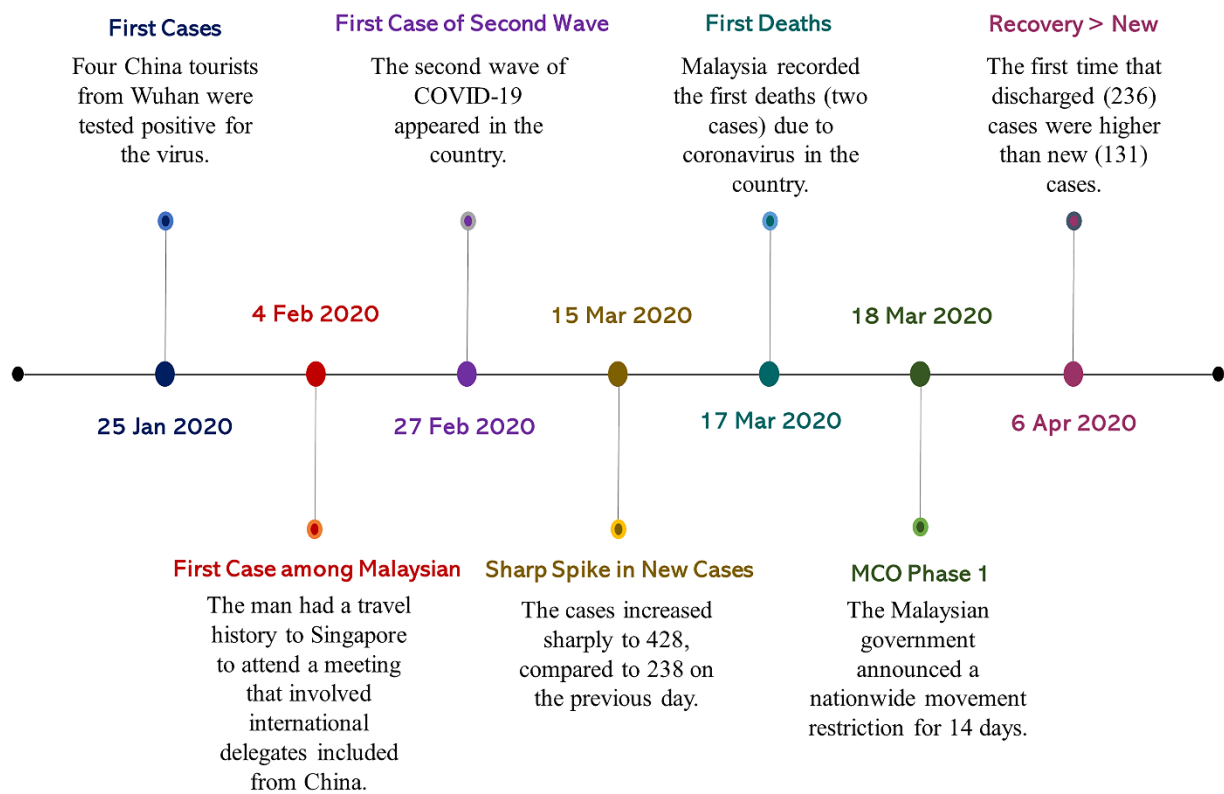 First Cases
Four China tourists
from Wuhan were
tested positive for
the virus.
First Case of Second Wave
The second wave of
COVID-19
appeared in the
country.
First Deaths
Malaysia recorded
the first deaths (two
cases) due to
coronavirus in the
country.
Recovery > New
The first time that
discharged (236)
cases were higher
than new (131)
cases.
4 Feb 2020
15 Mar 2020
18 Mar 2020
25 Jan 2020
27 Feb 2020
17 Mar 2020
6 Apr 2020
First Case among Malaysian
The man had a travel
history to Singapore
to attend a meeting
that involved
international
delegates included
from China.
Sharp Spike in New Cases
The cases increased
sharply to 428,
compared to 238 on
the previous day.
MCO Phase 1
The Malaysian
government
announced a
nationwide movement
restriction for 14 days.